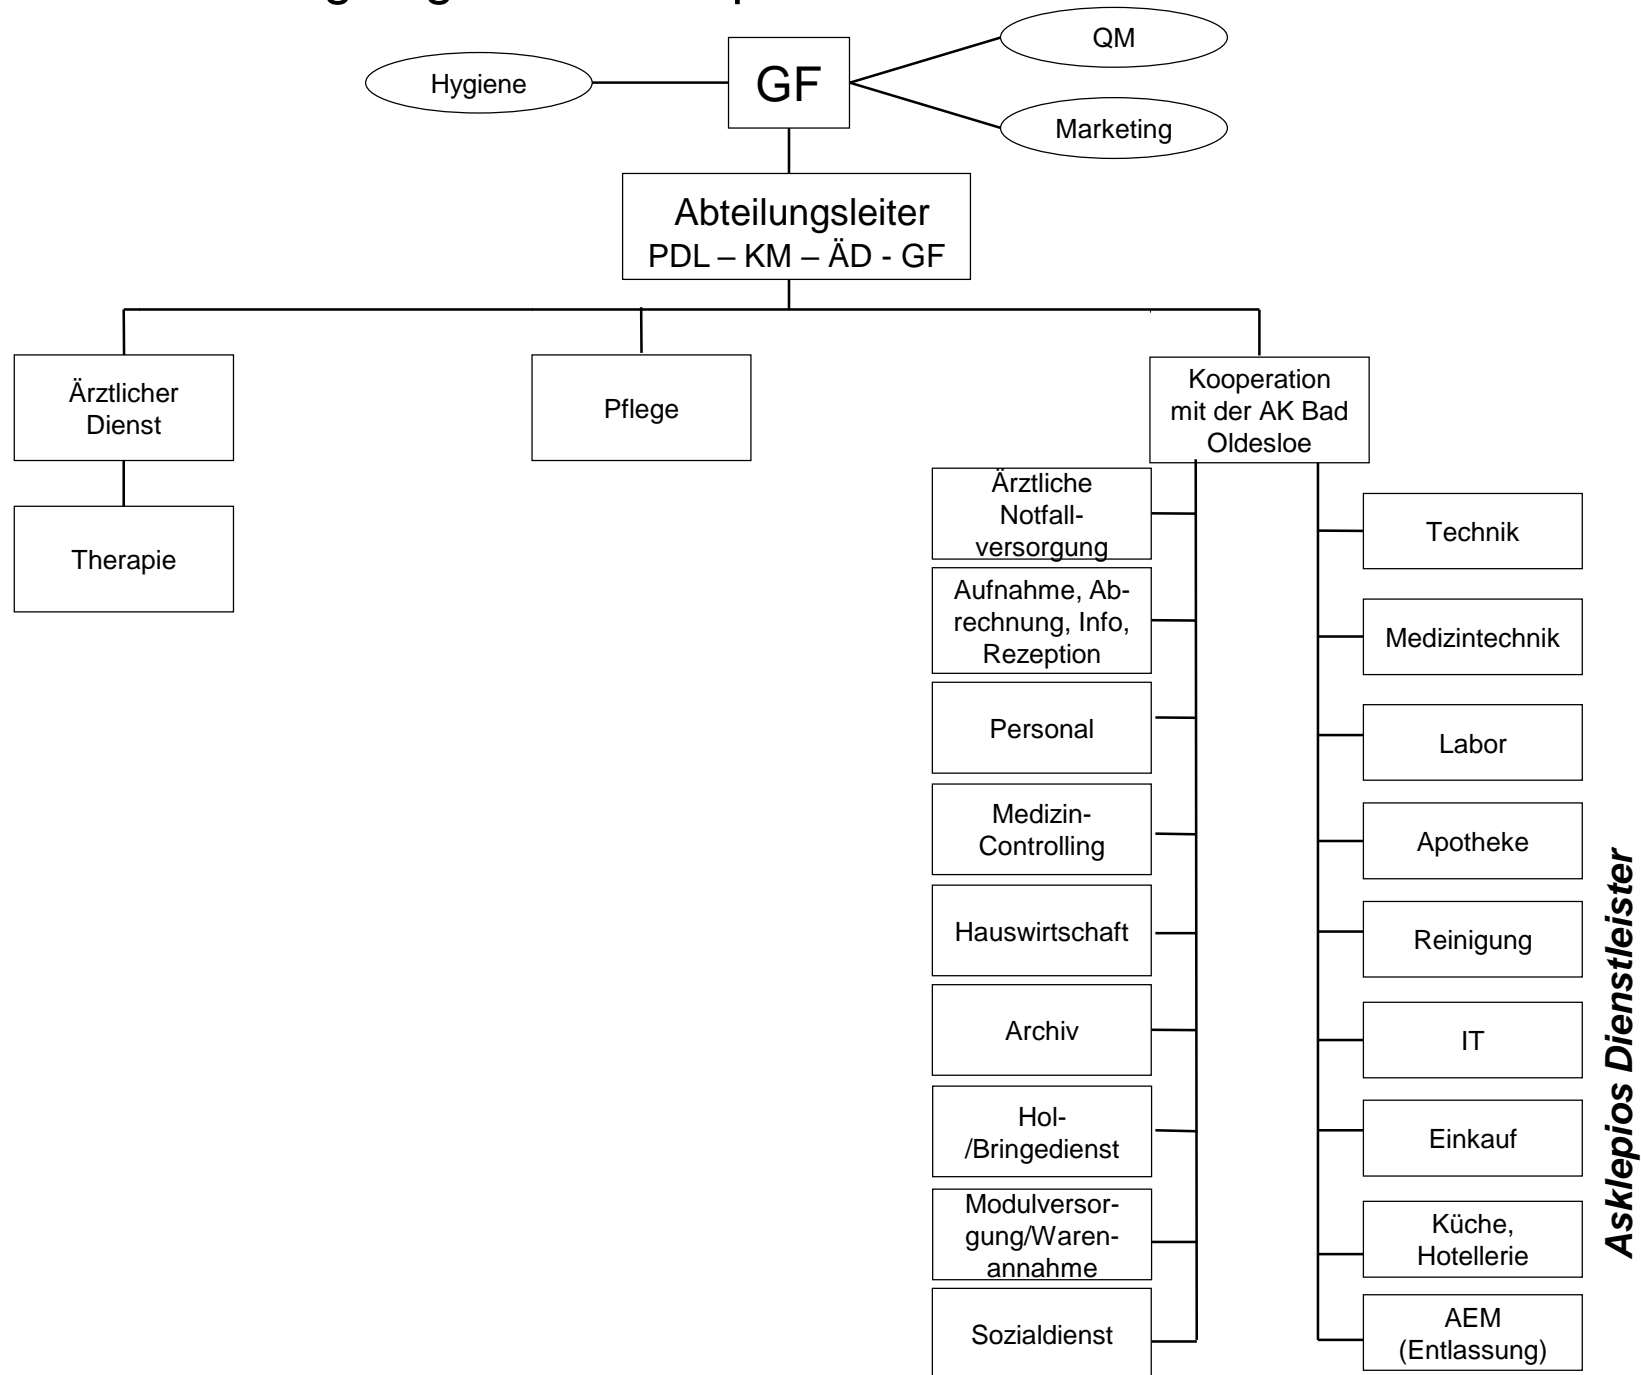 QM
Hygiene
GF
Marketing
Abteilungsleiter
PDL – KM – ÄD - GF
Ärztlicher
Dienst
Pflege
Kooperation
mit der AK Bad
Oldesloe
Therapie
Ärztliche
Notfall-
versorgung
Aufnahme, Ab-
rechnung, Info,
Rezeption
Personal
Medizin-
Controlling
Hauswirtschaft
Archiv
Hol-
/Bringedienst
Modulversor-
gung/Waren-
annahme
Sozialdienst
Technik
Medizintechnik
Labor
Apotheke
Reinigung
IT
Einkauf
Küche,
Hotellerie
AEM
(Entlassung)
Asklepios Dienstleister